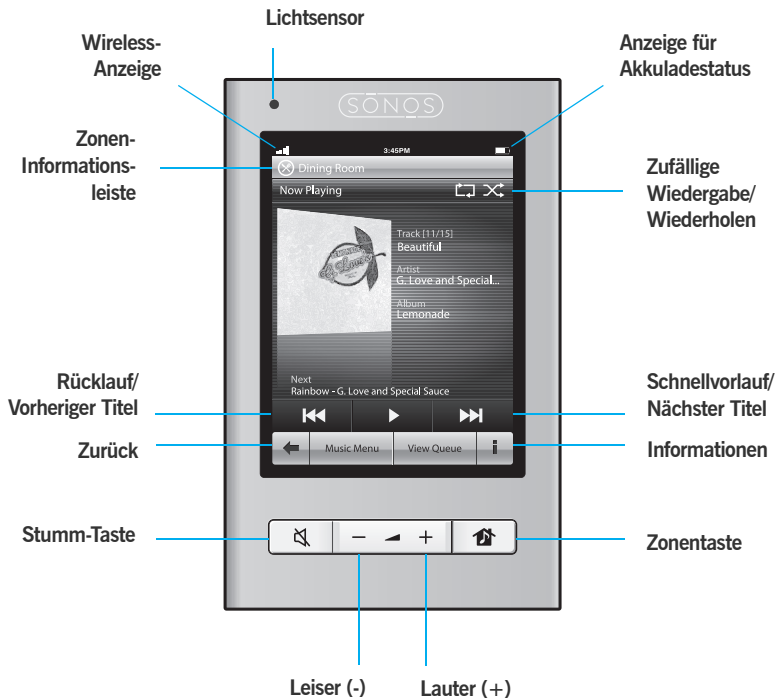 Lichtsensor
Wireless-
Anzeige
Anzeige für
Akkuladestatus
SONOS
3:45PM
Zonen-
Informations-
leiste
Dining Room
Now Playing
Zufällige
Wiedergabe/
Wiederholen
Track [11/15]
Beautiful
G. Love
Artist
G. Love and Special...
Album
Lemonade
Next
Rainbow - G. Love and Special Sauce
Rücklauf/
Vorheriger Titel
Schnellvorlauf/
Nächster Titel
Zurück
Music Menu
View Queue
i
Informationen
Stumm-Taste
− +
Zonentaste
Leiser (-)
Lauter (+)